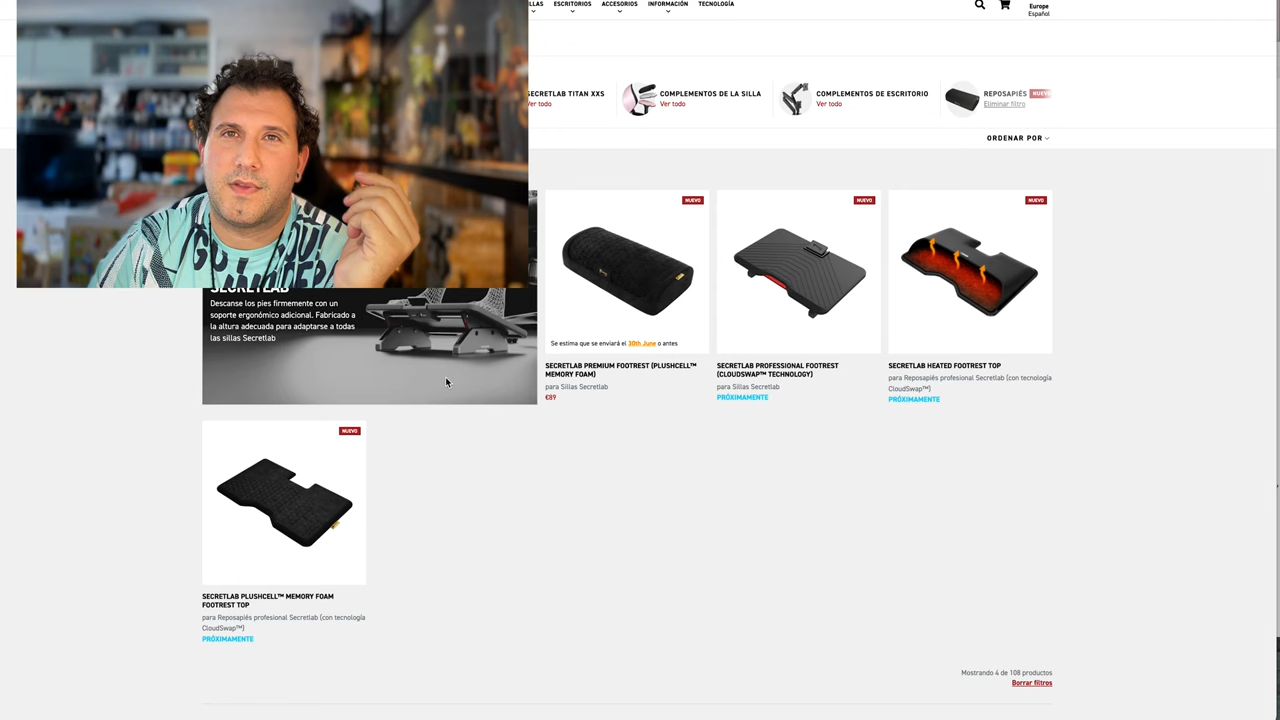 LLAS ESCRITORIOS ACCESORIOS INFORMACIÓN TECNOLOGÍA
Europe
Español
SECRETLAB TITAN XXS
Ver todo
COMPLEMENTOS DE LA SILLA
Ver todo
COMPLEMENTOS DE ESCRITORIO
Ver todo
REPOSAPIÉS NUEVO
Eliminar filtro
ORDENAR POR
SECRETLAB
Descanse los pies firmemente con un
soporte ergonómico adicional. Fabricado a
la altura adecuada para adaptarse a todas
las sillas Secretlab
NUEVO
Se estima que se enviará el 30th June o antes
SECRETLAB PREMIUM FOOTREST (PLUSHCELL™
MEMORY FOAM)
para Sillas Secretlab
€89
NUEVO
SECRETLAB PROFESSIONAL FOOTREST
(CLOUDSWAP™ TECHNOLOGY)
para Sillas Secretlab
PRÓXIMAMENTE
NUEVO
SECRETLAB HEATED FOOTREST TOP
para Reposapiés profesional Secretlab (con tecnología
CloudSwap™)
PRÓXIMAMENTE
NUEVO
SECRETLAB PLUSHCELL™ MEMORY FOAM
FOOTREST TOP
para Reposapiés profesional Secretlab (con tecnología
CloudSwap™)
PRÓXIMAMENTE
Mostrando 4 de 108 productos
Borrar filtros